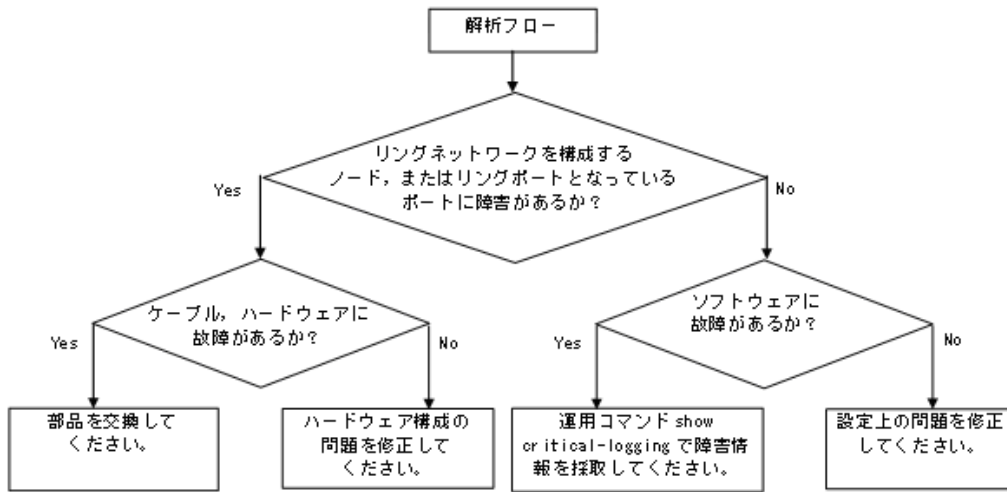 解析フロー
リングネットワークを構成する
ノード，またはリングポートとなっている
ポートに障害があるか？
Yes
No
ケーブル，ハードウェアに
故障があるか？
Yes
No
ソフトウェアに
故障があるか？
Yes
No
部品を交換して
ください。
ハードウェア構成の
問題を修正して
ください。
運用コマンド show
critical-logging で障害情
報を採取してください。
設定上の問題を修正
してください。